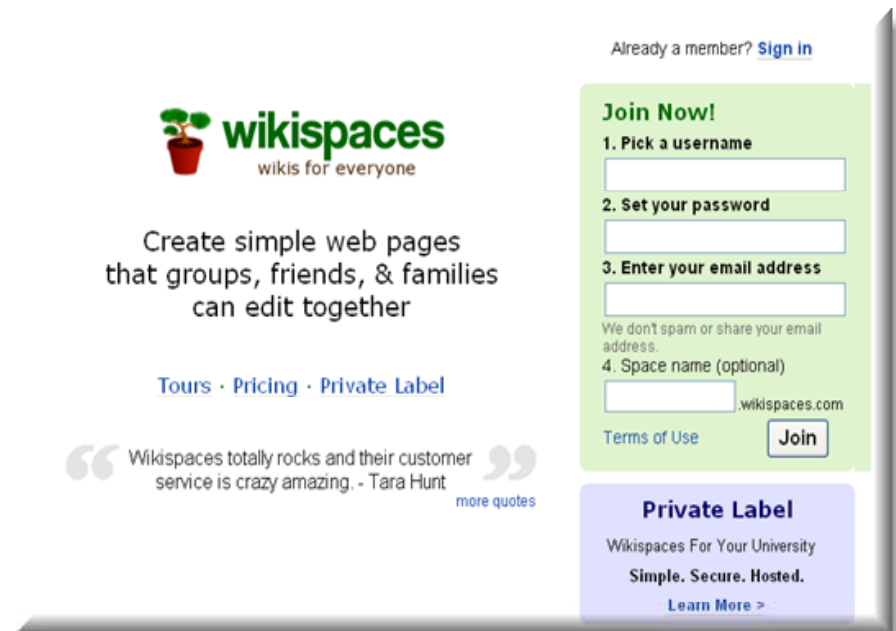 Already a member? Sign in
wikispaces
wikis for everyone
Create simple web pages
that groups, friends, & families
can edit together
Tours · Pricing · Private Label
“ Wikispaces totally rocks and their customer ”
service is crazy amazing. - Tara Hunt
more quotes
Join Now!
1. Pick a username
2. Set your password
3. Enter your email address
We don't spam or share your email
address.
4. Space name (optional)
.wikispaces.com
Terms of Use Join
Private Label
Wikispaces For Your University
Simple. Secure. Hosted.
Learn More >